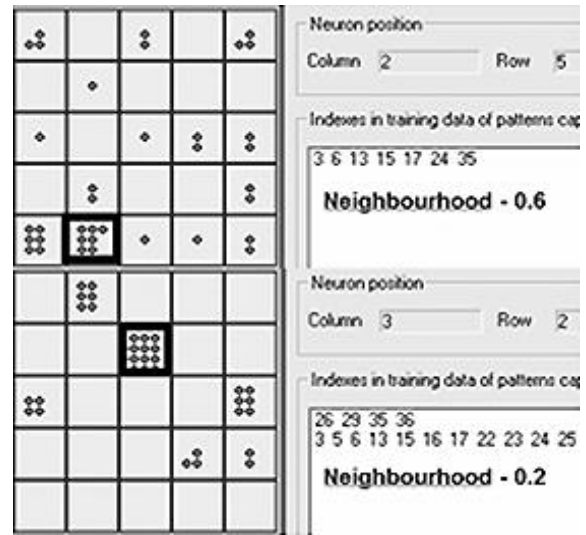 Neuron position
Column 2 Row 5
Indexes in training data of patterns cap
3 6 13 15 17 24 35
Neighbourhood - 0.6
Neuron position
Column 3 Row 2
Indexes in training data of patterns cap
26 29 35 36
3 5 6 13 15 16 17 22 23 24 25
Neighbourhood - 0.2